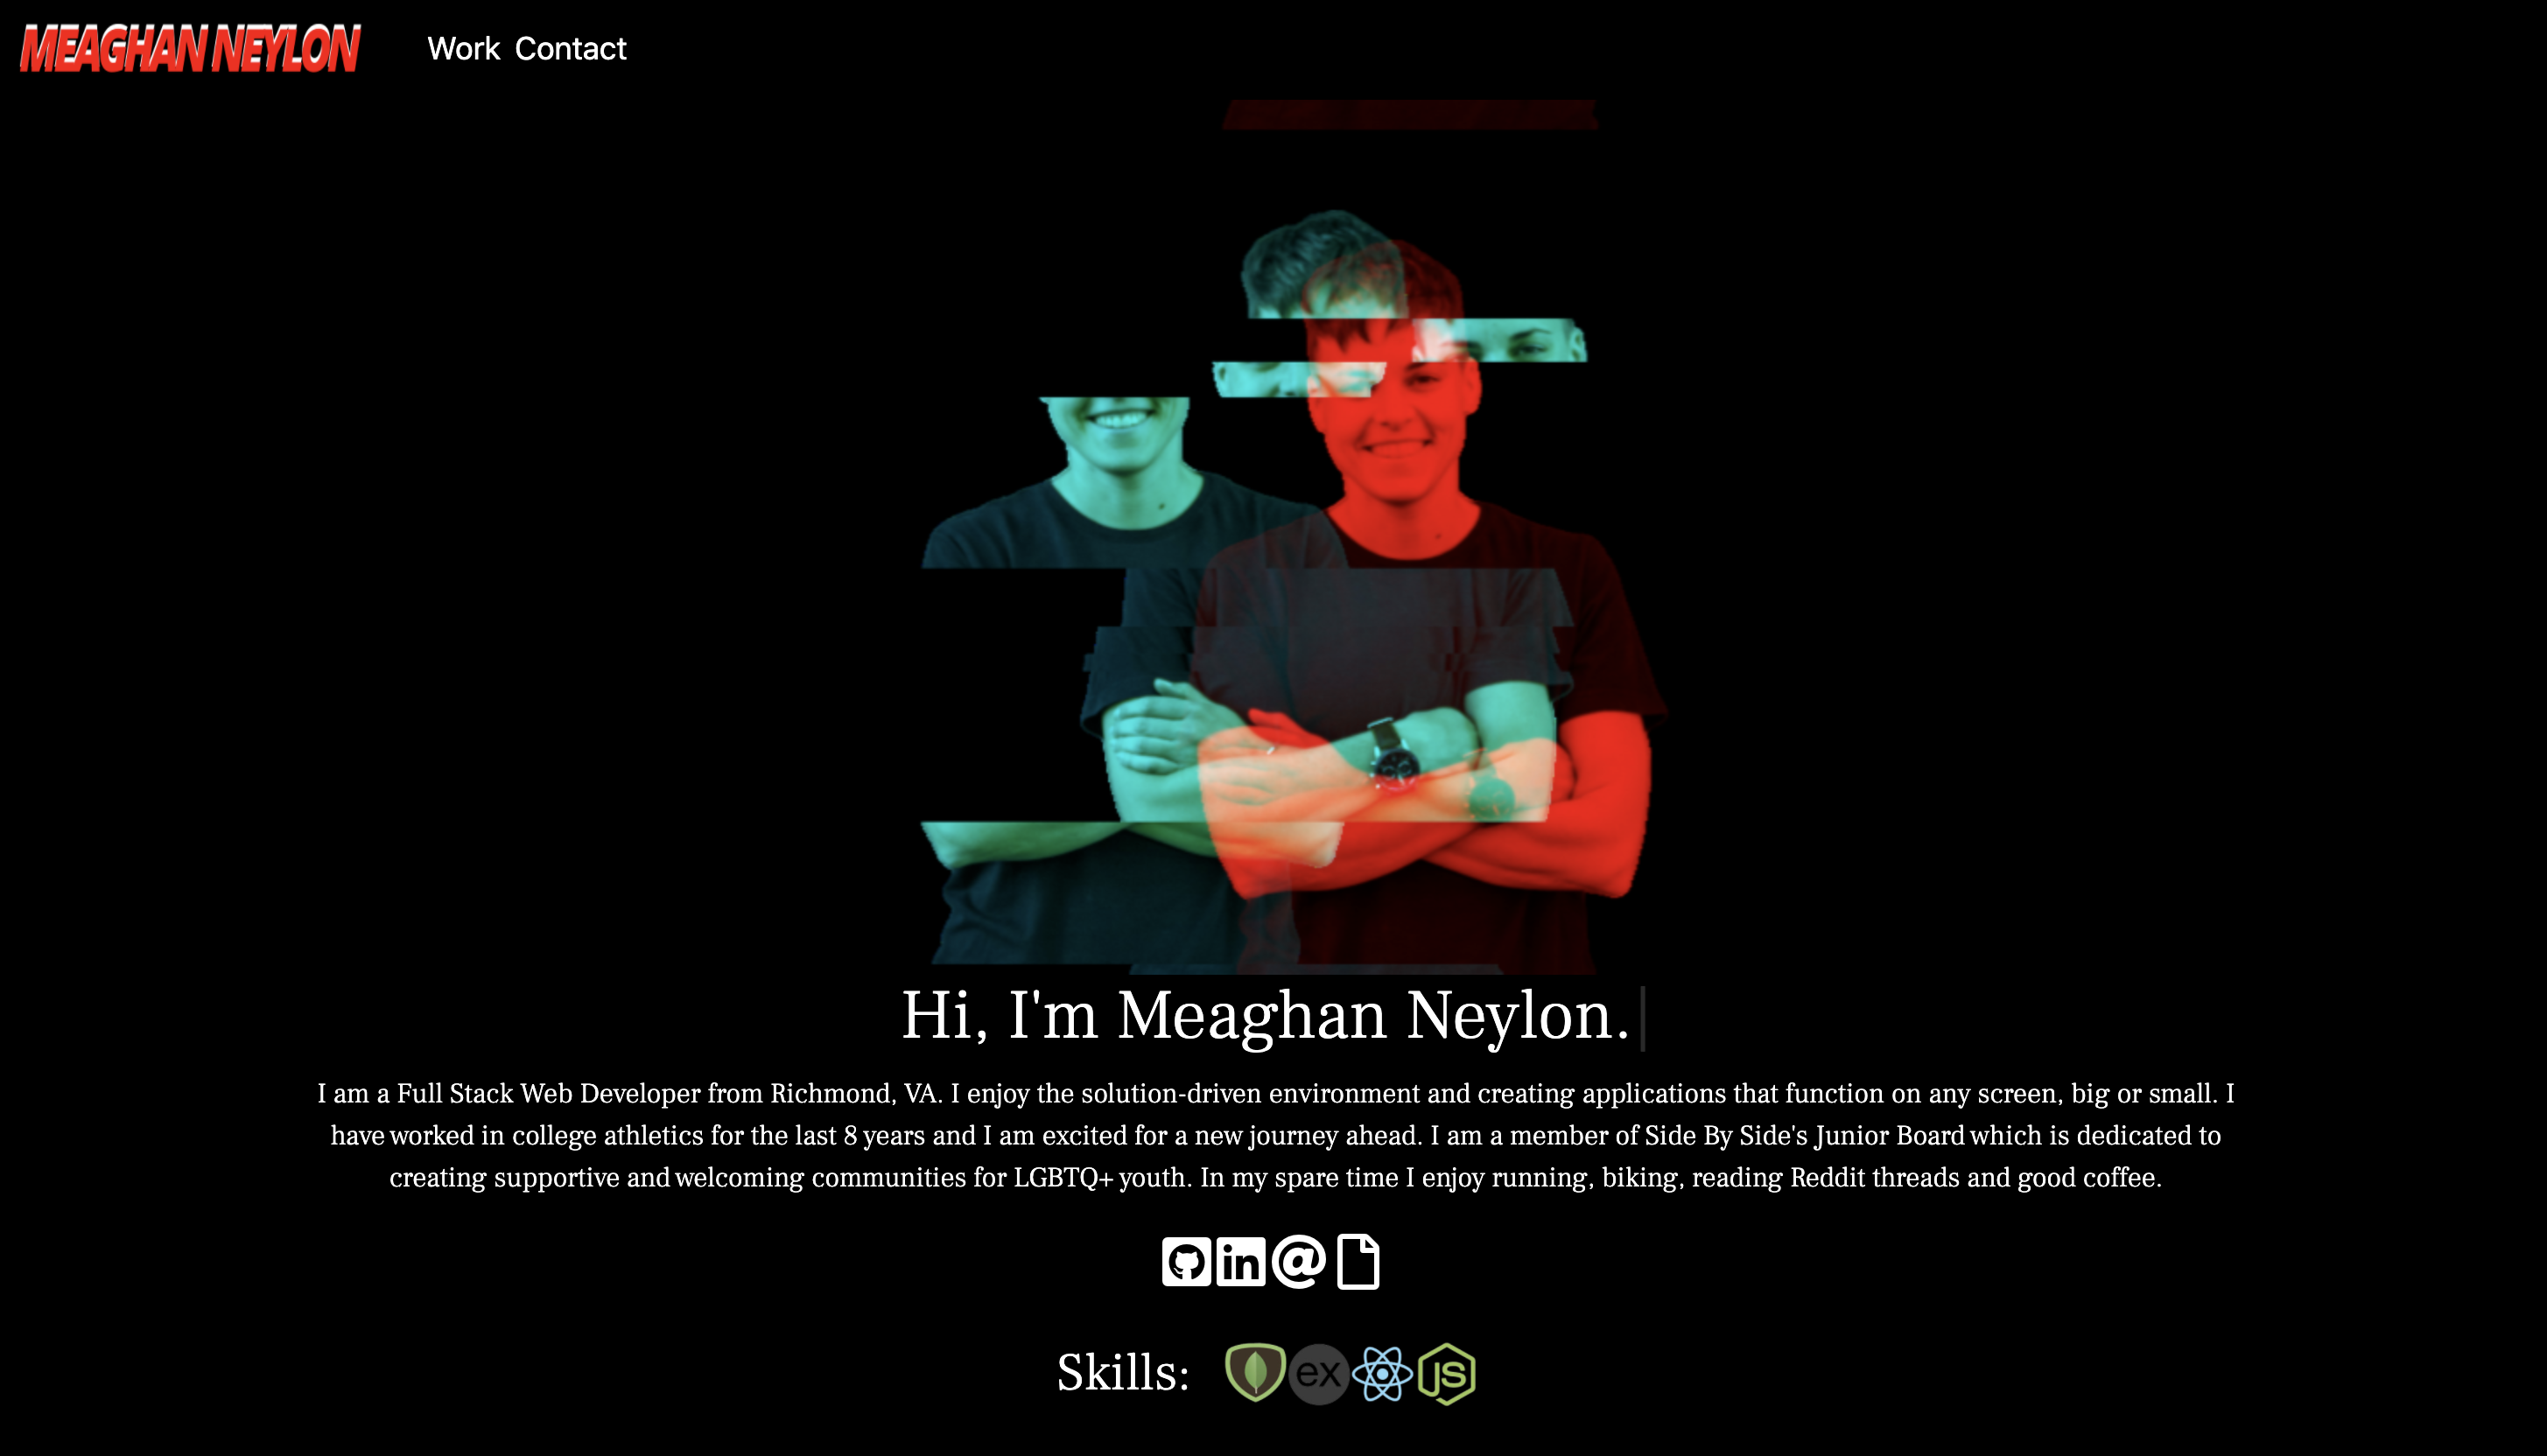 MEAGHAN NEYLON
Work Contact
Hi, I'm Meaghan Neylon.
I am a Full Stack Web Developer from Richmond, VA. I enjoy the solution-driven environment and creating applications that function on any screen, big or small. I
have worked in college athletics for the last 8 years and I am excited for a new journey ahead. I am a member of Side By Side's Junior Board which is dedicated to
creating supportive and welcoming communities for LGBTQ+ youth. In my spare time I enjoy running, biking, reading Reddit threads and good coffee.
in @
Skills: ex JS